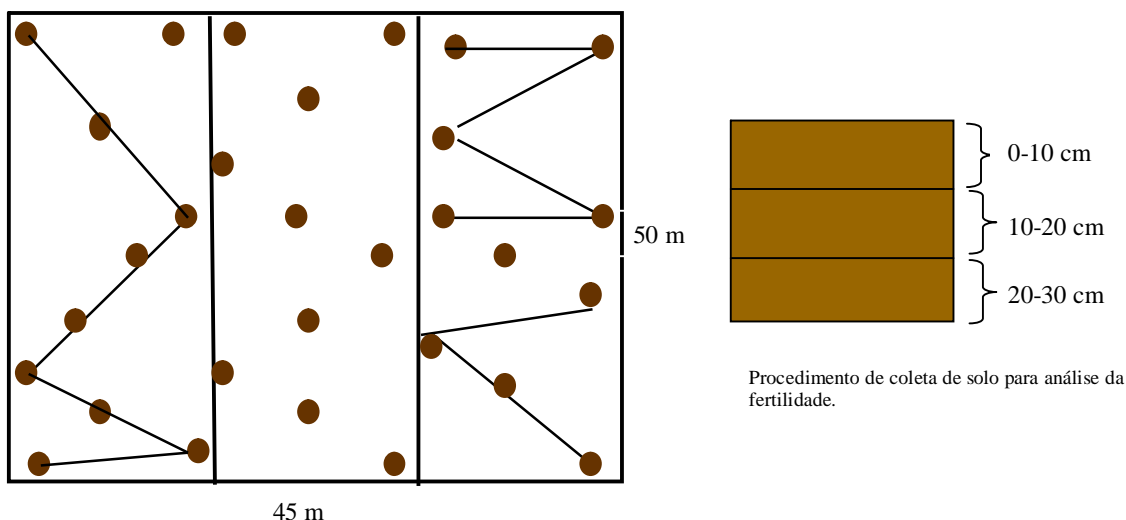 50 m
45 m
0-10 cm
10-20 cm
20-30 cm
Procedimento de coleta de solo para análise da
fertilidade.